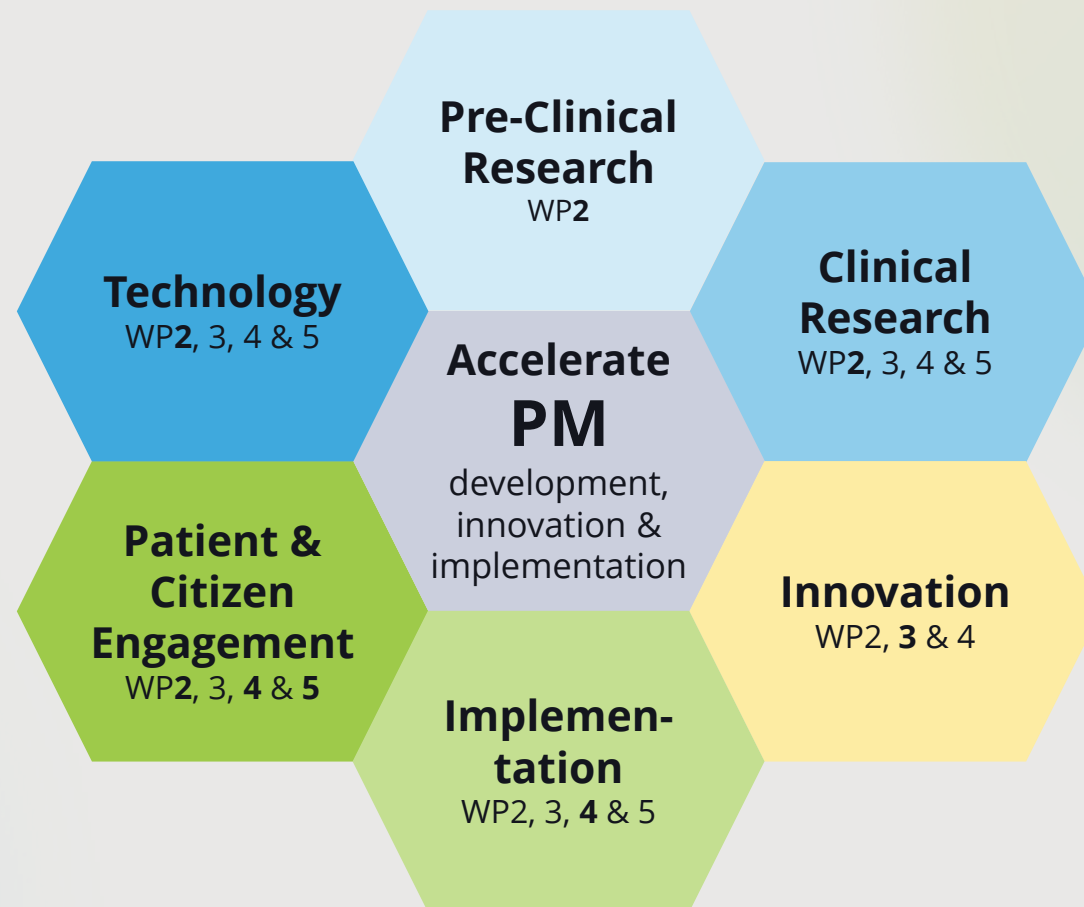 Pre-Clinical
Research
WP2
Technology
WP2, 3, 4 & 5
Clinical
Research
WP2, 3, 4 & 5
Accelerate
PM
development,
innovation &
implementation
Patient &
Citizen
Engagement
WP2, 3, 4 & 5
Innovation
WP2, 3 & 4
Implemen-
tation
WP2, 3, 4 & 5